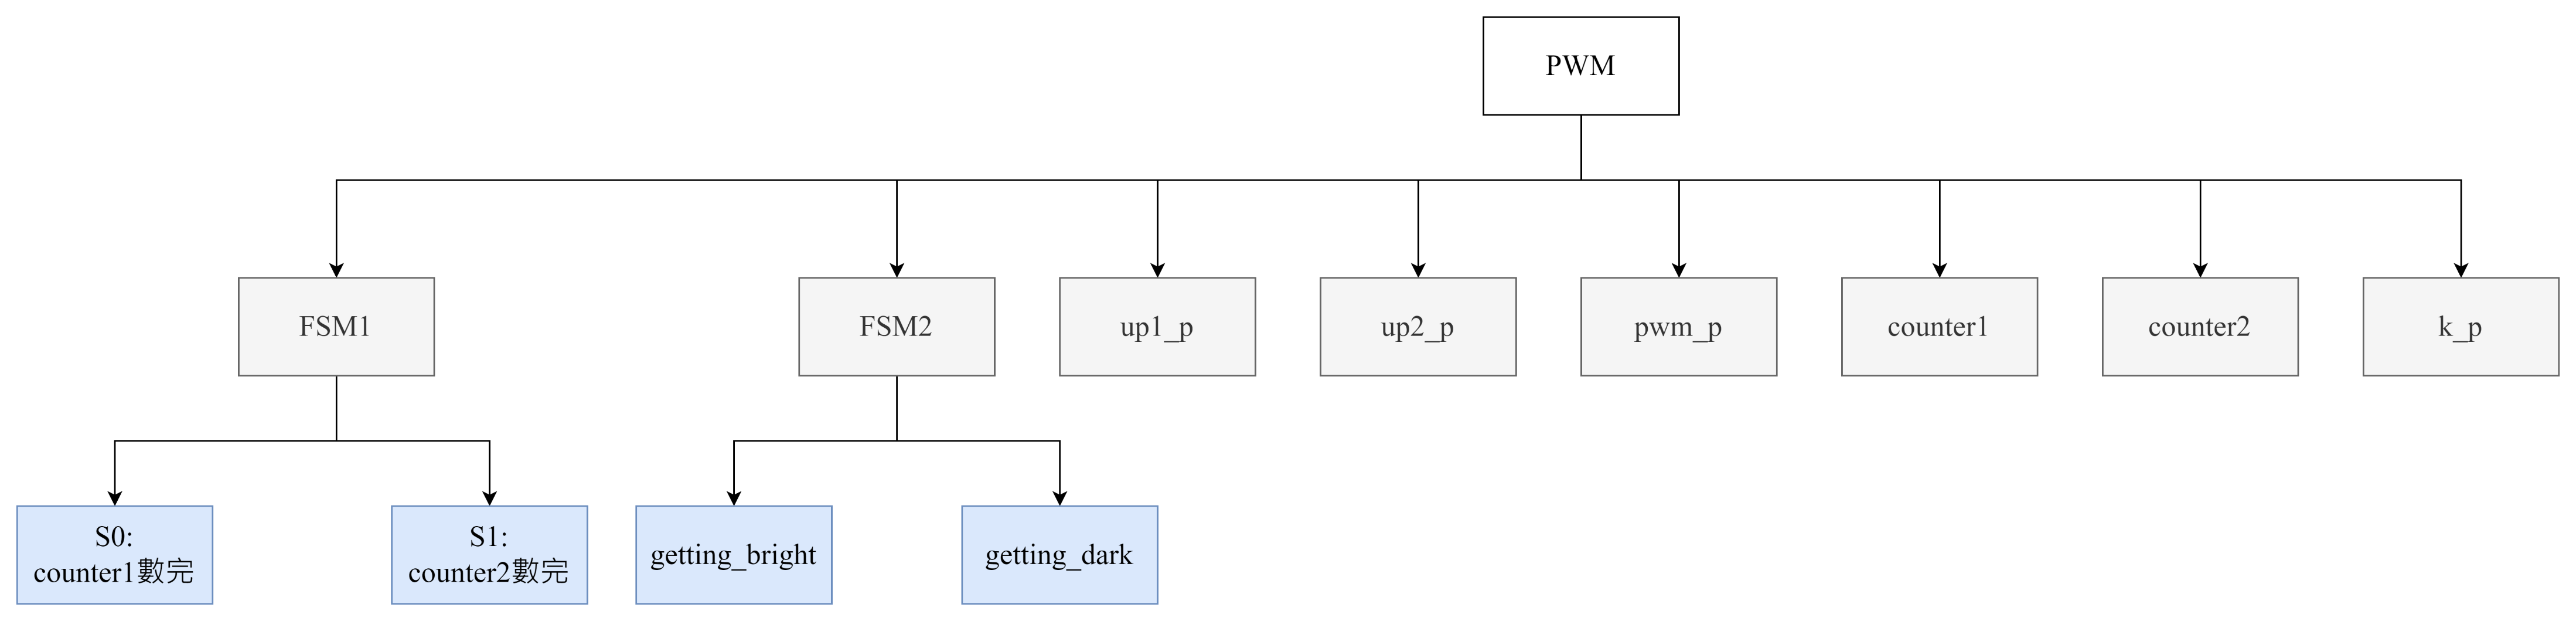 PWM
FSM1
FSM2
up1_p
up2_p
pwm_p
counter1
counter2
k_p
S0:
counter1數完
S1:
counter2數完
getting_bright
getting_dark